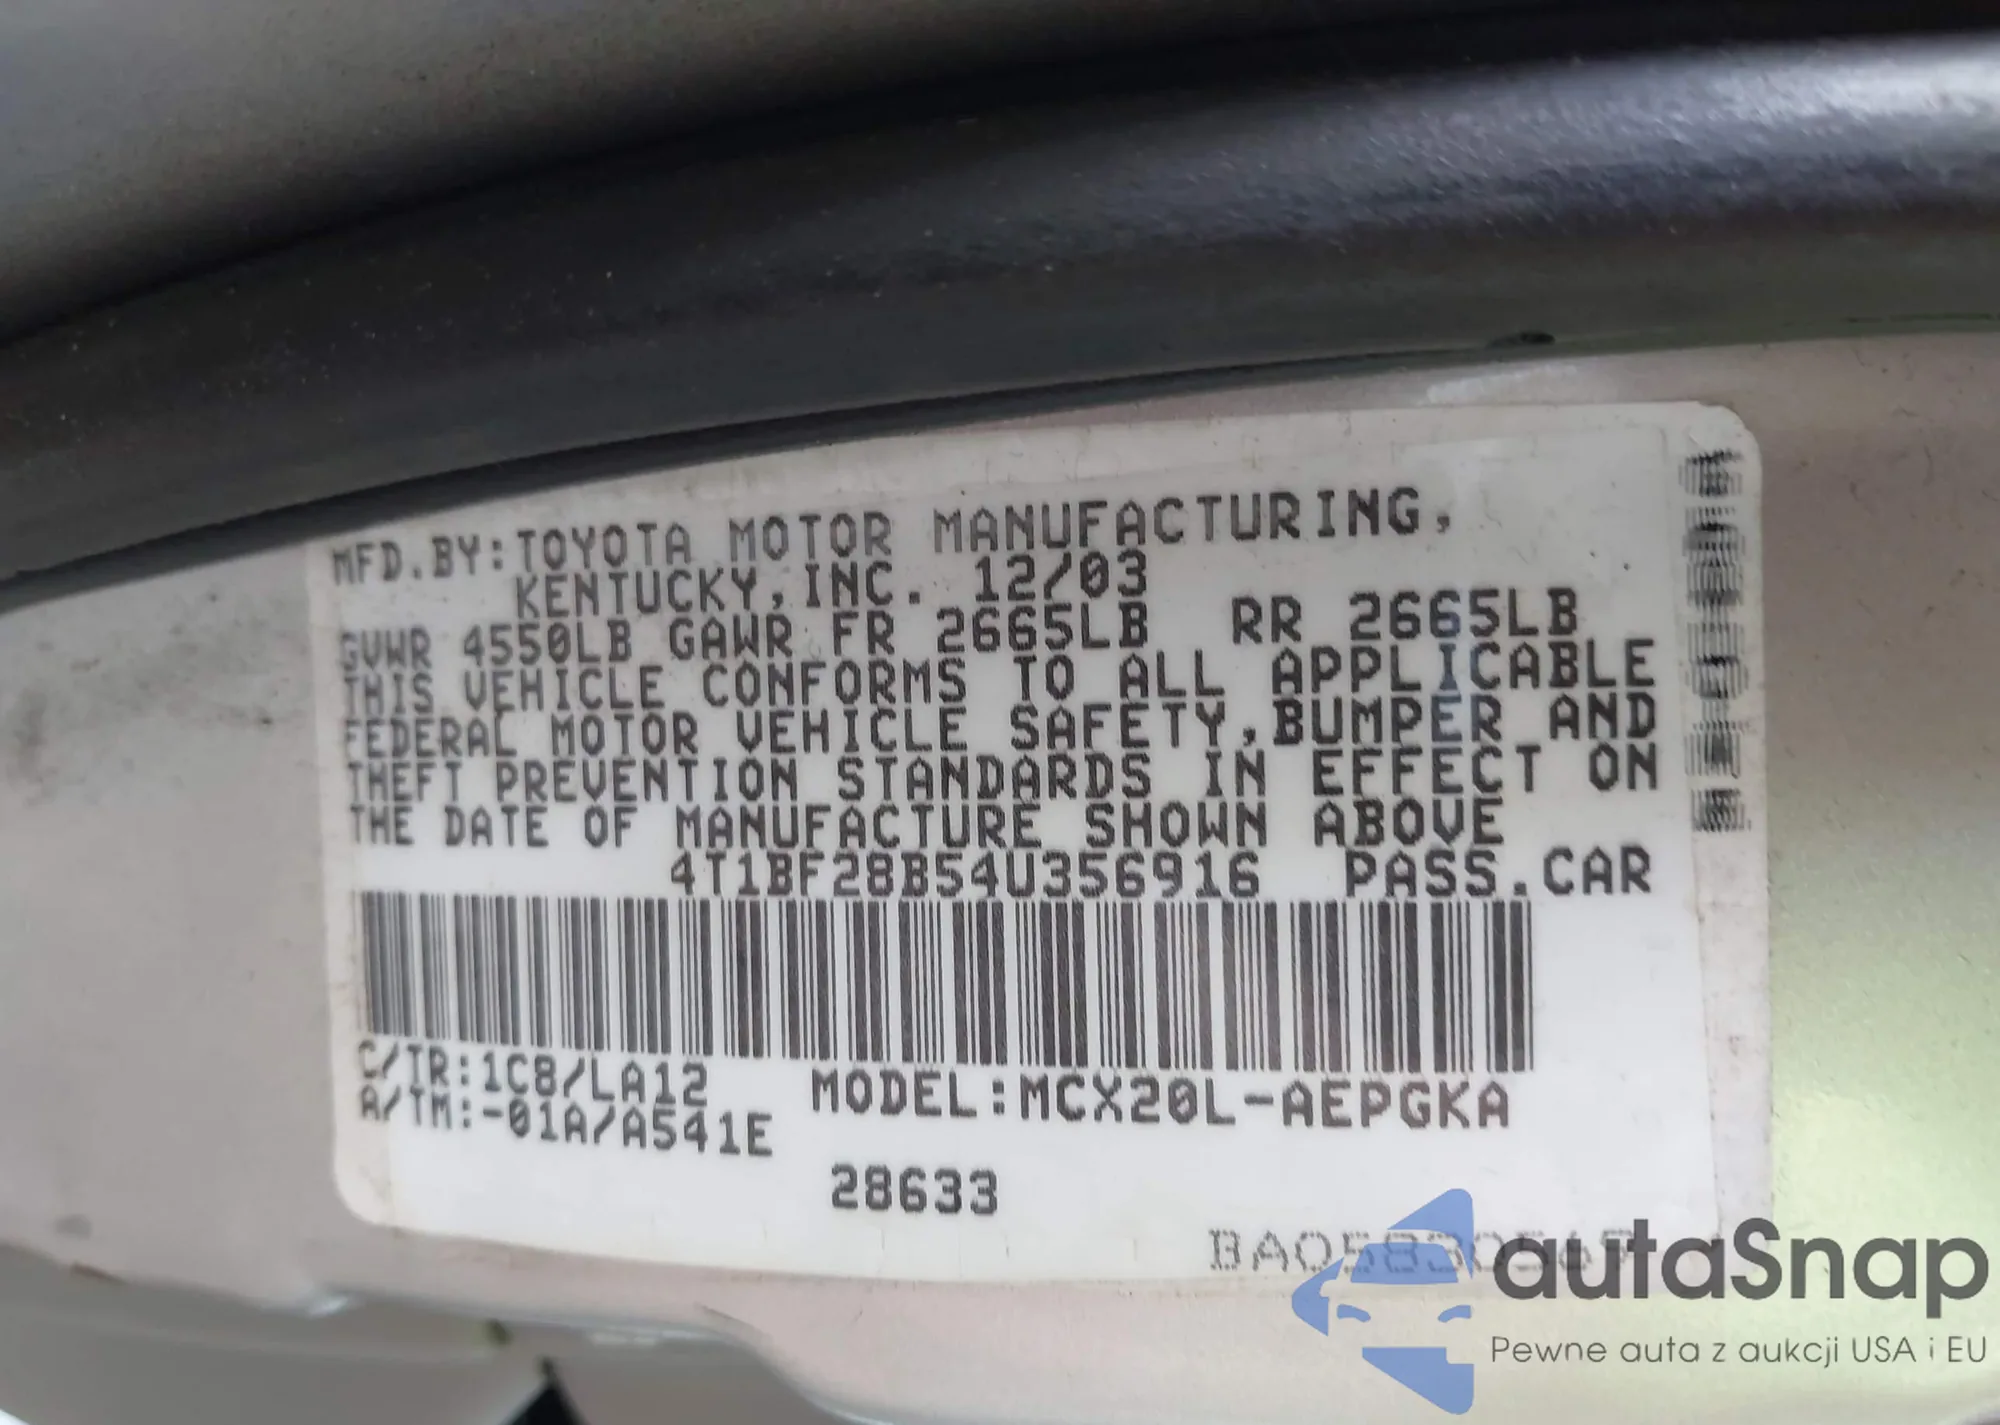 MFD.BY:TOYOTA MOTOR MANUFACTURING,
KENTUCKY,INC. 12/03
GVWR 4550LB GAWR FR 2665LB RR 2665LB
THIS VEHICLE CONFORMS TO ALL APPLICABLE
FEDERAL MOTOR VEHICLE SAFETY,BUMPER AND
THEFT PREVENTION STANDARDS IN EFFECT ON
THE DATE OF MANUFACTURE SHOWN ABOVE
4T1BF28B54U356916 PASS.CAR
C/TR:1C8/LA12
A/TM:-01A/A541E
MODEL:MCX20L-AEPGKA
28633
autaSnap
Pewne auta z aukcji USA i EU